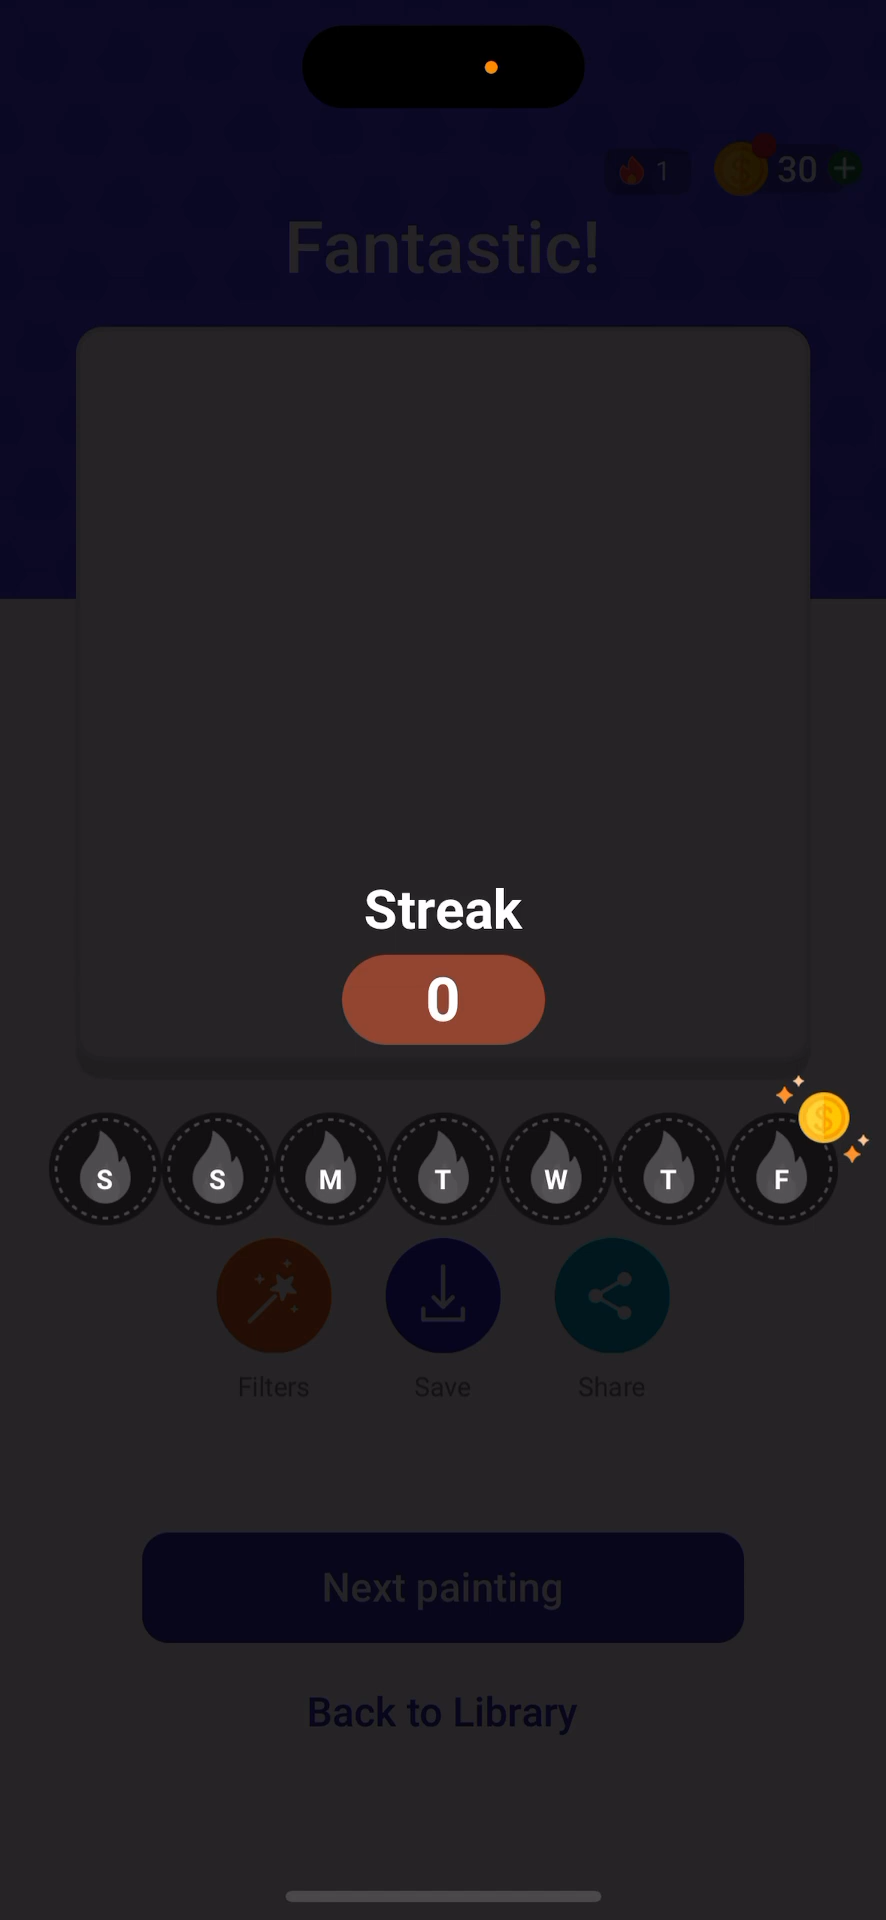 1
30
Fantastic!
Streak
0
S S M T W T F
Filters Save Share
Next painting
Back to Library